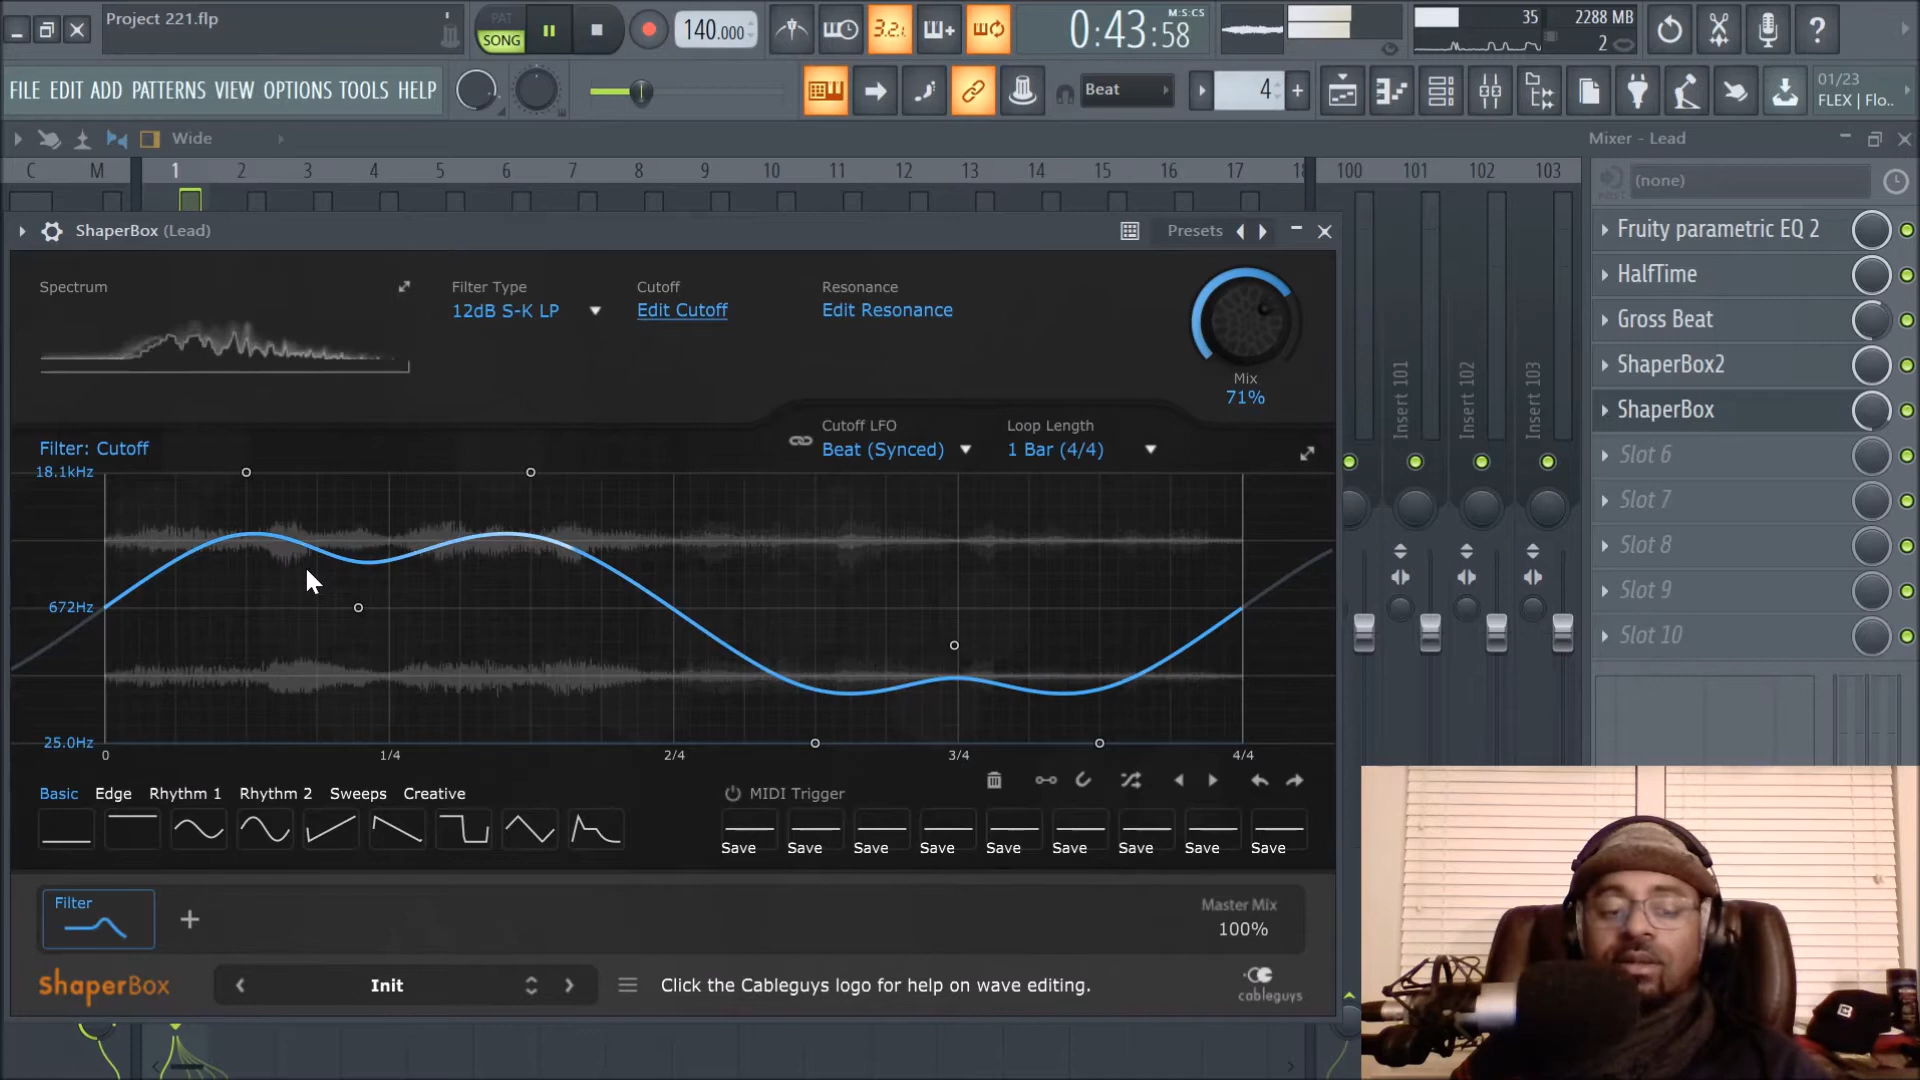 Project 221.flp
PAT
SONG
140.000
3.2.1
0:43:58
M:S:CS
35
2288 MB
2
FILE EDIT ADD PATTERNS VIEW OPTIONS TOOLS HELP
Beat
4
01/23
FLEX | Flo..
Wide
Mixer - Lead
C M 1 2 3 4 5 6 7 8 9 10 11 12 13 14 15 16 17 18 100 101 102 103
(none)
ShaperBox (Lead)
Presets
Fruity parametric EQ 2
HalfTime
Gross Beat
ShaperBox2
ShaperBox
Slot 6
Slot 7
Slot 8
Slot 9
Slot 10
Insert 101
Insert 102
Insert 103
Spectrum
Filter Type
12dB S-K LP
Cutoff
Edit Cutoff
Resonance
Edit Resonance
Mix
71%
Cutoff LFO
Beat (Synced)
Loop Length
1 Bar (4/4)
Filter: Cutoff
18.1kHz
672Hz
25.0Hz
0 1/4 2/4 3/4 4/4
Basic Edge Rhythm 1 Rhythm 2 Sweeps Creative
MIDI Trigger
Save Save Save Save Save Save Save Save Save
Filter
Master Mix
100%
ShaperBox
Init
Click the Cableguys logo for help on wave editing.
cableguys